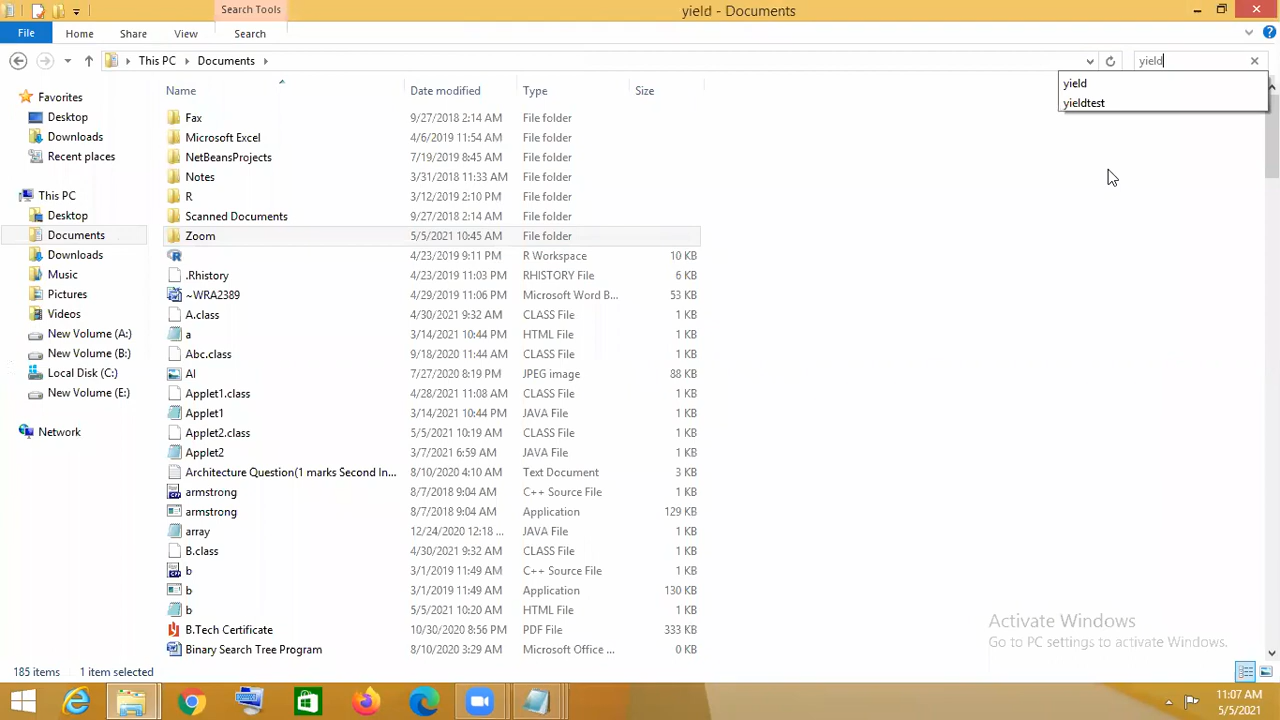 Search Tools
yield - Documents
File
Home
Share
View
Search
This PC
Documents
yield
yield
yieldtest
Name
Date modified
Type
Size
Favorites
Desktop
Downloads
Recent places
This PC
Desktop
Documents
Downloads
Music
Pictures
Videos
New Volume (A:)
New Volume (B:)
Local Disk (C:)
New Volume (E:)
Network
Fax 9/27/2018 2:14 AM File folder
Microsoft Excel 4/6/2019 11:54 AM File folder
NetBeansProjects 7/19/2019 8:45 AM File folder
Notes 3/31/2018 11:33 AM File folder
R 3/12/2019 2:10 PM File folder
Scanned Documents 9/27/2018 2:14 AM File folder
Zoom 5/5/2021 10:45 AM File folder
4/23/2019 9:11 PM R Workspace 10 KB
.Rhistory 4/23/2019 11:03 PM RHISTORY File 6 KB
~WRA2389 4/29/2019 11:06 PM Microsoft Word B... 53 KB
A.class 4/30/2021 9:32 AM CLASS File 1 KB
a 3/14/2021 10:44 PM HTML File 1 KB
Abc.class 9/18/2020 11:44 AM CLASS File 1 KB
AI 7/27/2020 8:19 PM JPEG image 88 KB
Applet1.class 4/28/2021 11:08 AM CLASS File 1 KB
Applet1 3/14/2021 10:44 PM JAVA File 1 KB
Applet2.class 5/5/2021 10:19 AM CLASS File 1 KB
Applet2 3/7/2021 6:59 AM JAVA File 1 KB
Architecture Question(1 marks Second In... 8/10/2020 4:10 AM Text Document 3 KB
armstrong 8/7/2018 9:04 AM C++ Source File 1 KB
armstrong 8/7/2018 9:04 AM Application 129 KB
array 12/24/2020 12:18 ... JAVA File 1 KB
B.class 4/30/2021 9:32 AM CLASS File 1 KB
b 3/1/2019 11:49 AM C++ Source File 1 KB
b 3/1/2019 11:49 AM Application 130 KB
b 5/5/2021 10:20 AM HTML File 1 KB
B.Tech Certificate 10/30/2020 8:56 PM PDF File 333 KB
Binary Search Tree Program 8/10/2020 3:29 AM Microsoft Office ... 0 KB
Activate Windows
Go to PC settings to activate Windows.
185 items 1 item selected
11:07 AM
5/5/2021